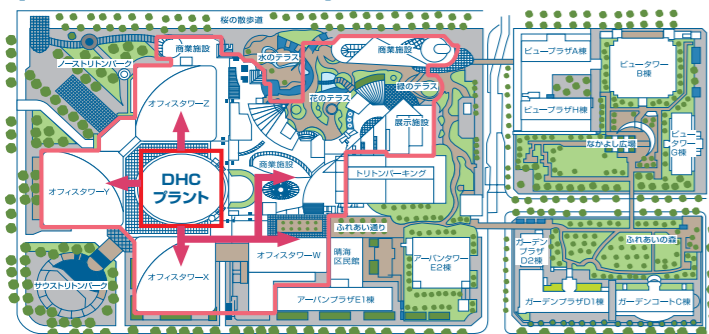 桜の散歩道
商業施設
水のテラス
商業施設
ビュープラザA棟
ビュータワー
B棟
ノーストリトンパーク
緑のテラス
オフィスタワーZ
花のテラス
ビュープラザH棟
展示施設
なかよし広場
ビュー
タワー
G棟
DHC
プラント
商業施設
トリトンパーキング
オフィスタワーY
ふれあい通り
ガーデン
プラザ
D2棟
ふれあいの森
オフィスタワーX
オフィスタワーW
晴海
区民館
アーバンタワー
E2棟
サウストリトンパーク
アーバンプラザE1棟
ガーデンプラザD1棟
ガーデンコートC棟